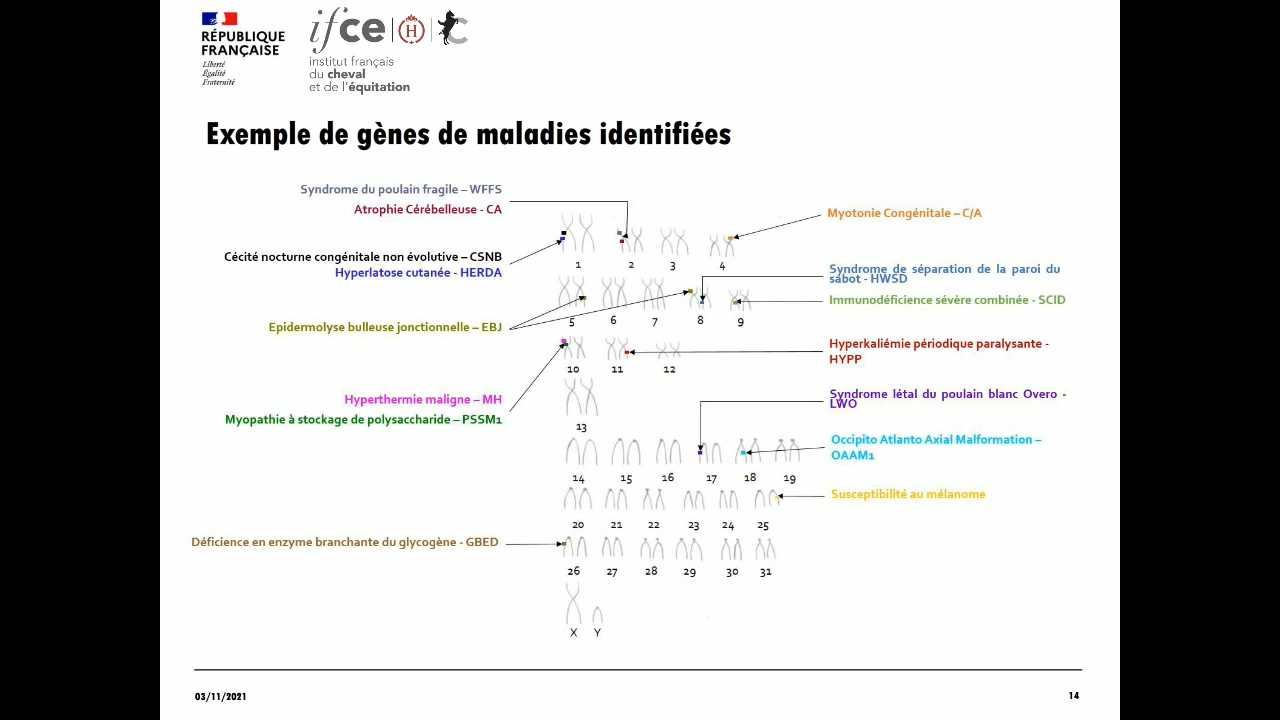 RÉPUBLIQUE
FRANÇAISE
Liberté
Égalité
Fraternité
ifce
H
institut français
du cheval
et de l'équitation
Exemple de gènes de maladies identifiées
Syndrome du poulain fragile – WFFS
Atrophie Cérébelleuse - CA
Myotonie Congénitale – C/A
Cécité nocturne congénitale non évolutive – CSNB
Hyperlatose cutanée - HERDA
1 2 3 4
Syndrome de séparation de la paroi du
sabot - HWSD
Immunodéficience sévère combinée - SCID
Epidermolyse bulleuse jonctionnelle – EBJ
5 6 7 8 9
Hyperkaliémie périodique paralysante -
HYPP
10 11 12
Hyperthermie maligne – MH
Myopathie à stockage de polysaccharide – PSSM1
Syndrome létal du poulain blanc Overo -
LWO
13
Occipito Atlanto Axial Malformation –
OAAM1
14 15 16 17 18 19
Susceptibilité au mélanome
20 21 22 23 24 25
Déficience en enzyme branchante du glycogène - GBED
26 27 28 29 30 31
X Y
03/11/2021
14